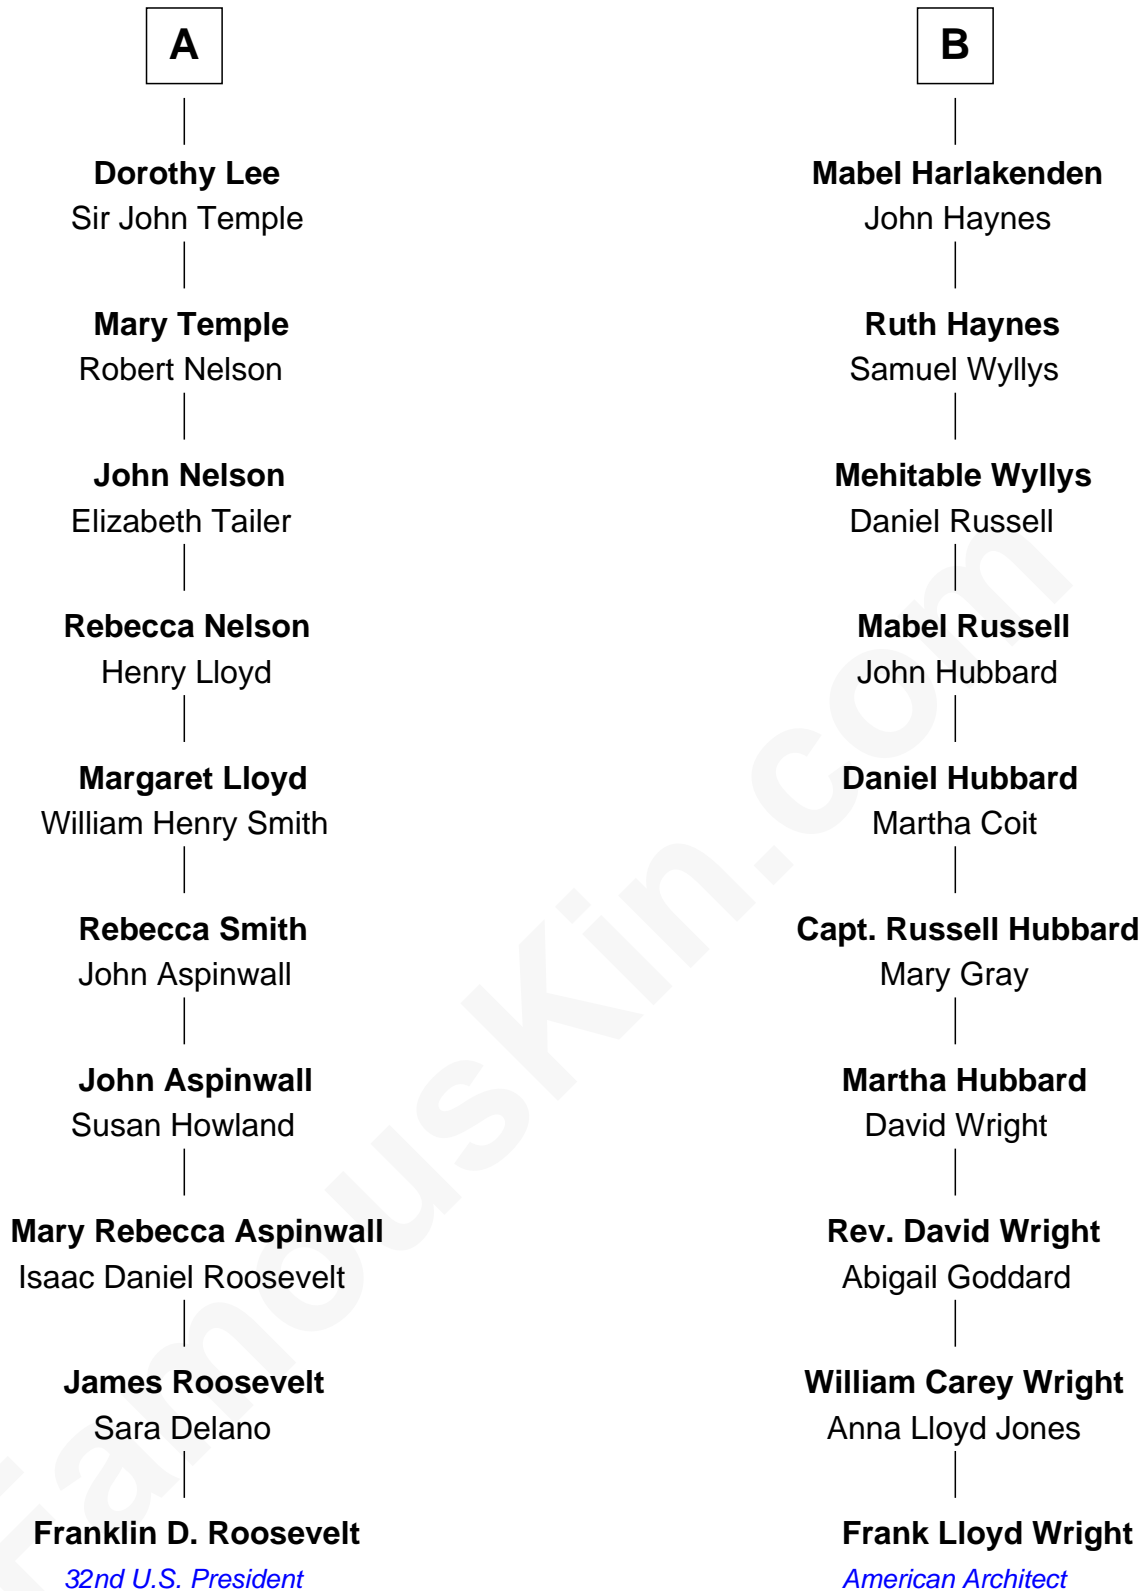 A
Dorothy Lee
Sir John Temple
Mary Temple
Robert Nelson
John Nelson
Elizabeth Tailer
Rebecca Nelson
Henry Lloyd
Margaret Lloyd
William Henry Smith
Rebecca Smith
John Aspinwall
John Aspinwall
Susan Howland
Mary Rebecca Aspinwall
Isaac Daniel Roosevelt
James Roosevelt
Sara Delano
Franklin D. Roosevelt
32nd U.S. President
B
Mabel Harlakenden
John Haynes
Ruth Haynes
Samuel Wyllys
Mehitable Wyllys
Daniel Russell
Mabel Russell
John Hubbard
Daniel Hubbard
Martha Coit
Capt. Russell Hubbard
Mary Gray
Martha Hubbard
David Wright
Rev. David Wright
Abigail Goddard
William Carey Wright
Anna Lloyd Jones
Frank Lloyd Wright
American Architect
FamousKin.com